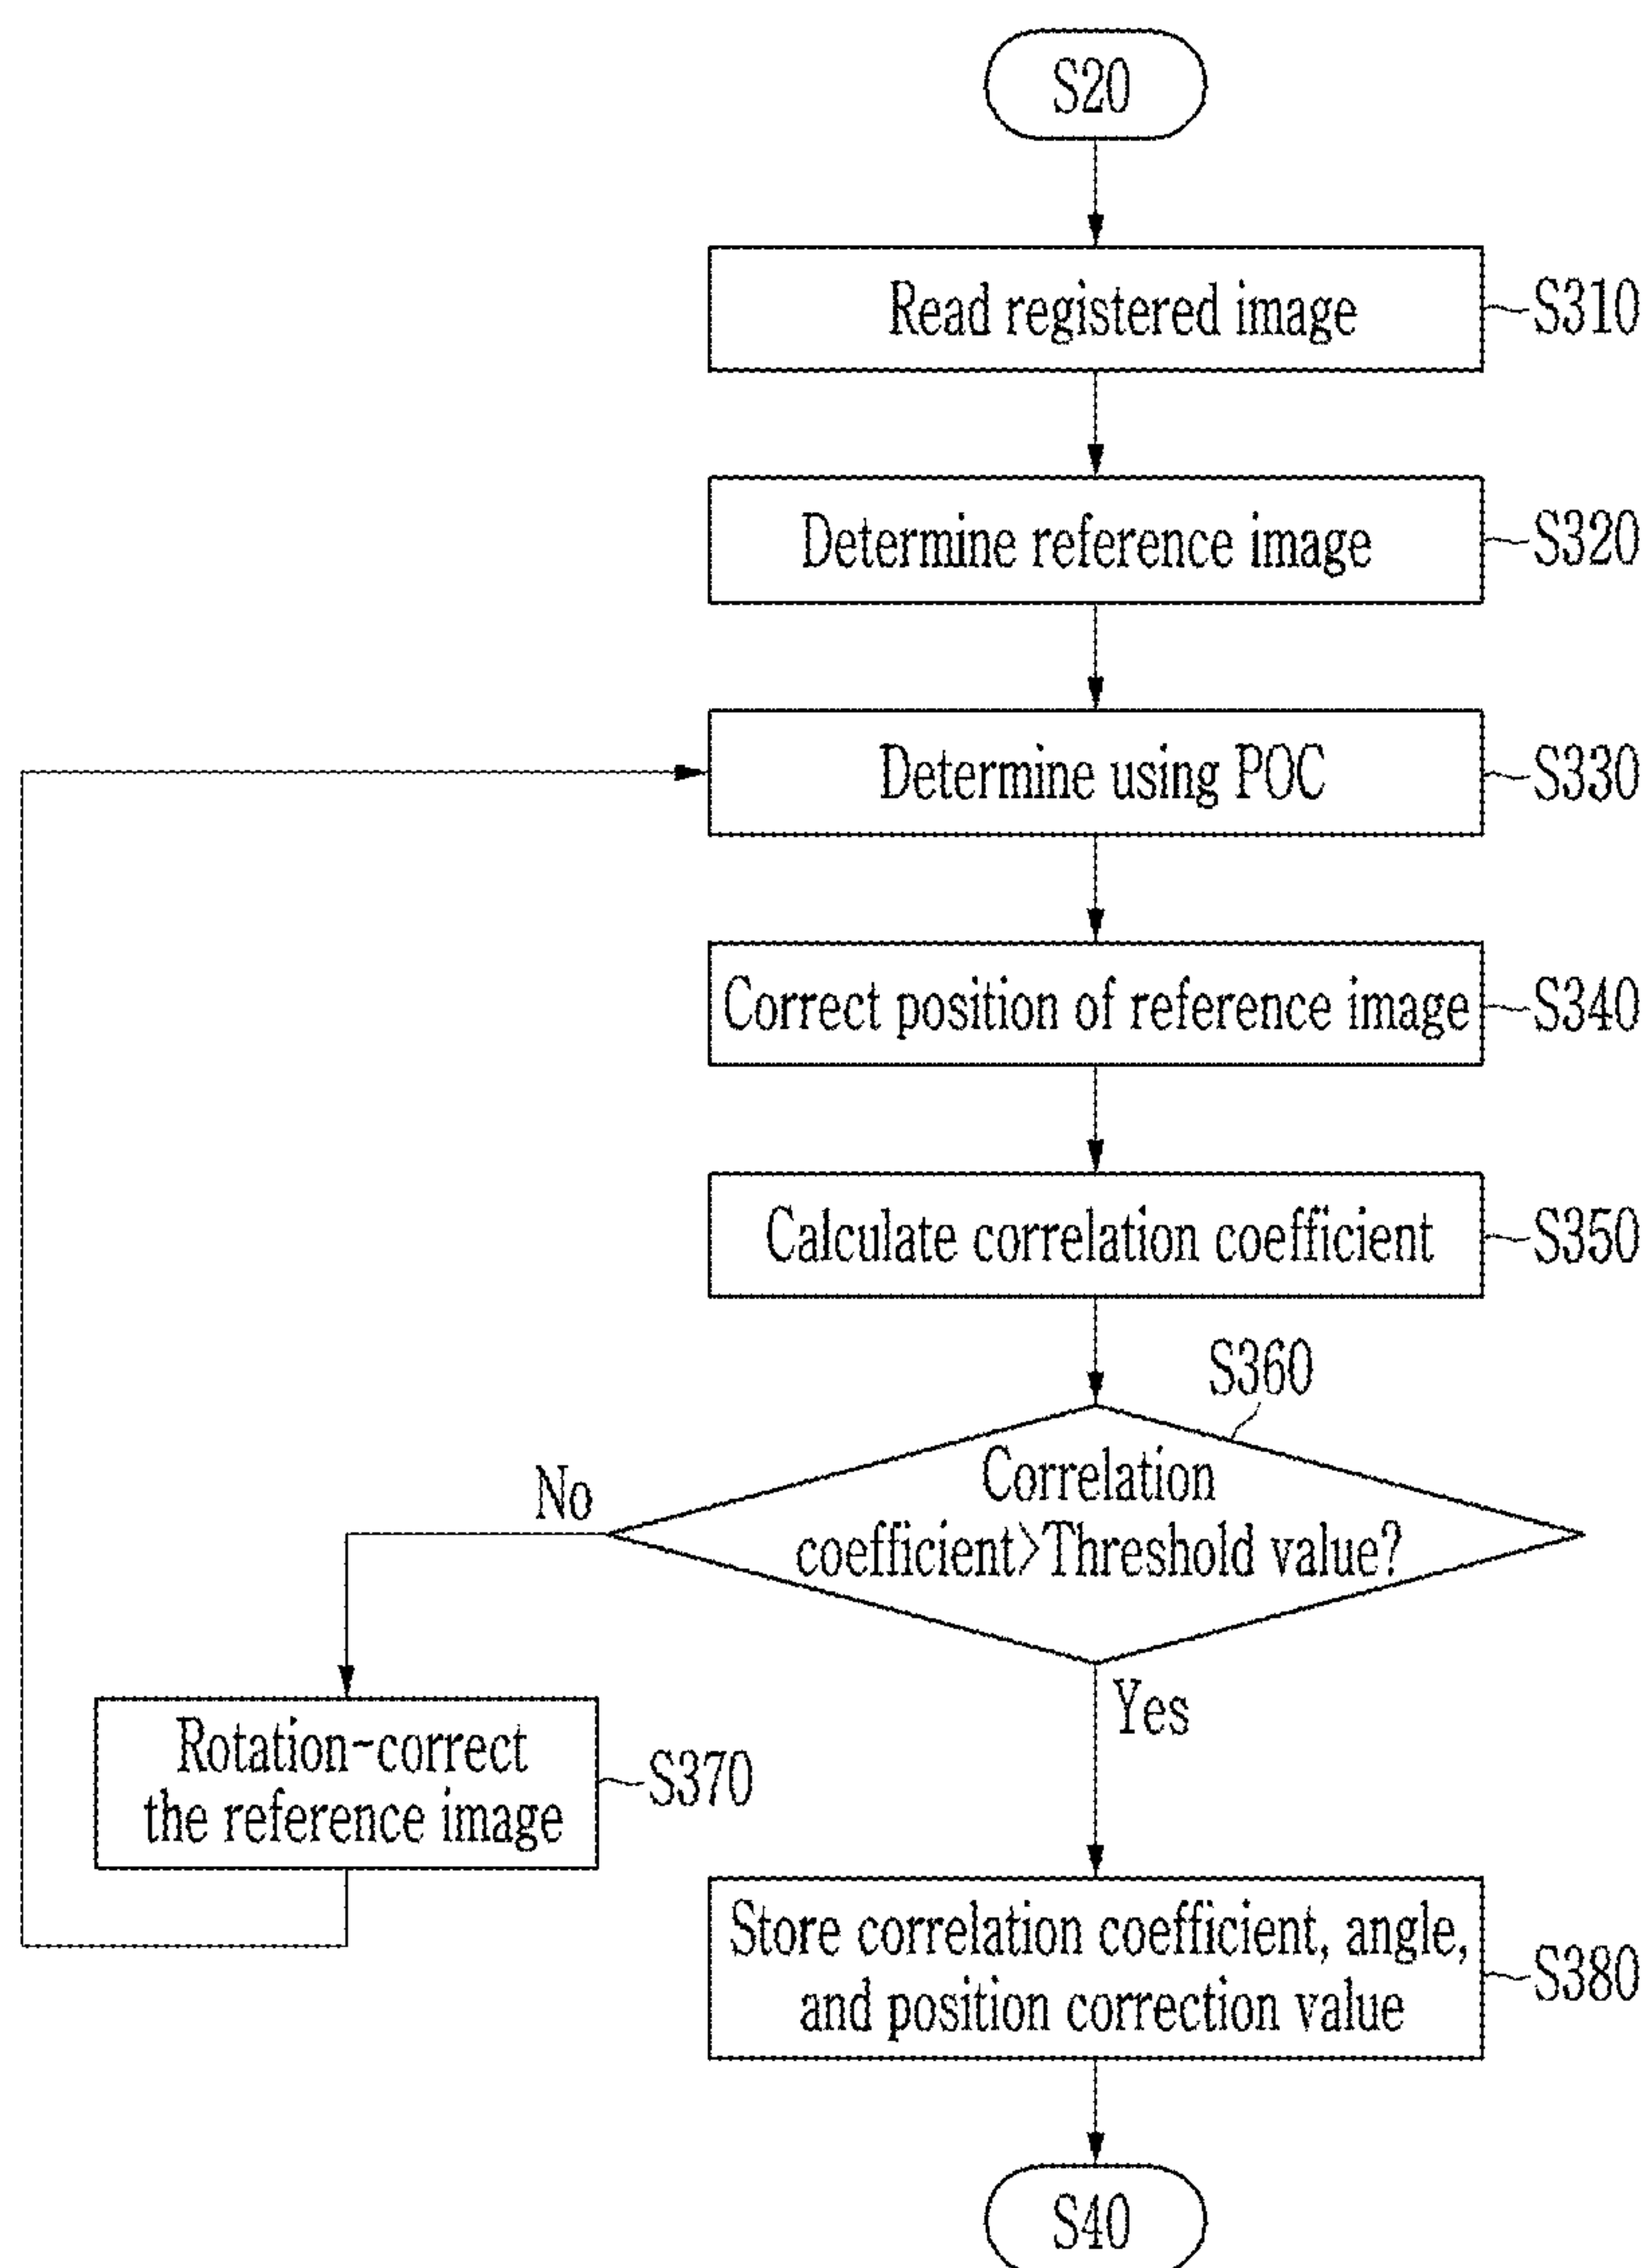 S20
Read registered image
S310
Determine reference image
S320
Determine using POC
S330
Correct position of reference image
S340
Calculate correlation coefficient
S350
S360
Correlation
coefficient>Threshold value?
No
Yes
Rotation-correct
the reference image
S370
Store correlation coefficient, angle,
and position correction value
S380
S40